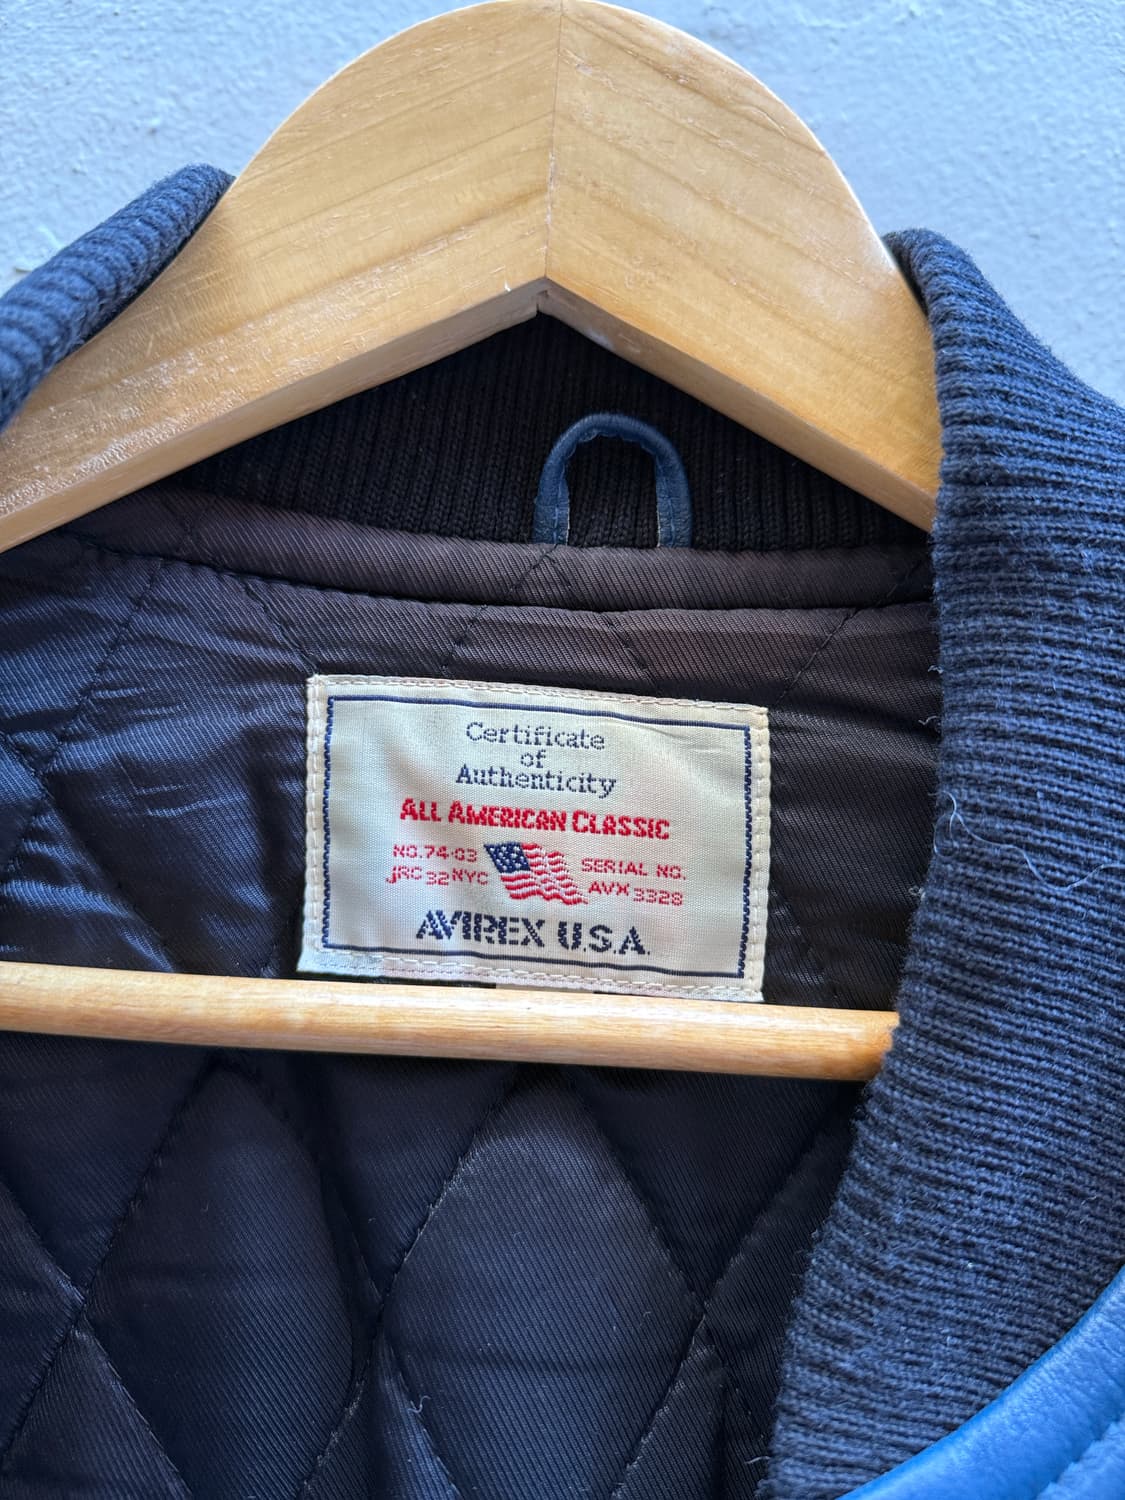 Certificate
of
Authenticity
ALL AMERICAN CLASSIC
NO.74-03
JRC 32 NYC
SERIAL NO.
AVX 3328
AVIREX U.S.A.